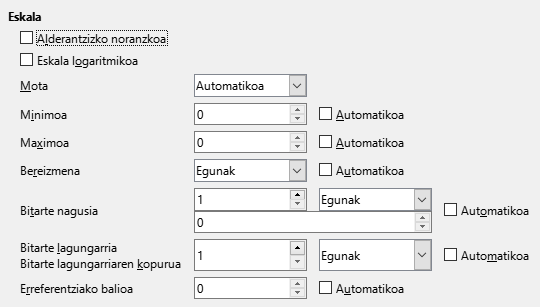 Eskala
Alderantzizko noranzkoa
Eskala logaritmikoa
Mota Automatikoa
Minimoa 0 Automatikoa
Maximoa 0 Automatikoa
Bereizmena Egunak Automatikoa
Bitarte nagusia 1 Egunak Automatikoa
0
Bitarte lagungarria
Bitarte lagungarriaren kopurua 1 Egunak Automatikoa
Erreferentziako balioa 0 Automatikoa